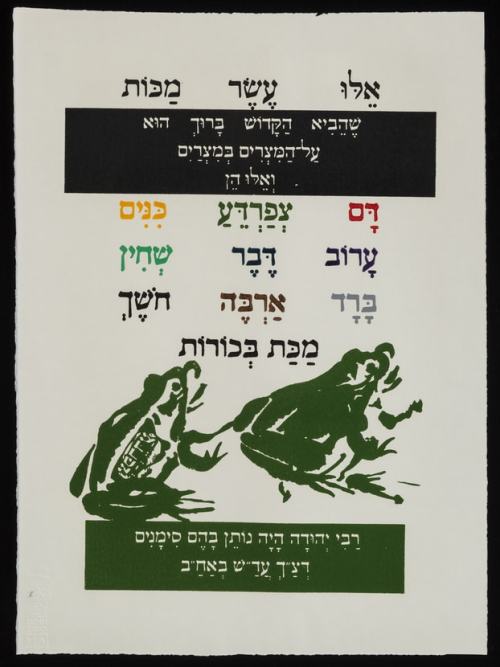 אֵלּוּ עֶשֶׂר מַכּוֹת
שֶׁהֵבִיא הַקָּדוֹשׁ בָּרוּךְ הוּא
עַל־הַמִּצְרִים בְּמִצְרַיִם
וְאֵלּוּ הֵן
דָּם צְפַרְדֵּעַ כִּנִּים
עָרוֹב דֶּבֶר שְׁחִין
בָּרָד אַרְבֶּה חֹשֶׁךְ
מַכַּת בְּכוֹרוֹת
רַבִּי יְהוּדָה הָיָה נוֹתֵן בָּהֶם סִימָנִים
דְּצַ״ךְ עֲדַ״שׁ בְּאַחַ״ב